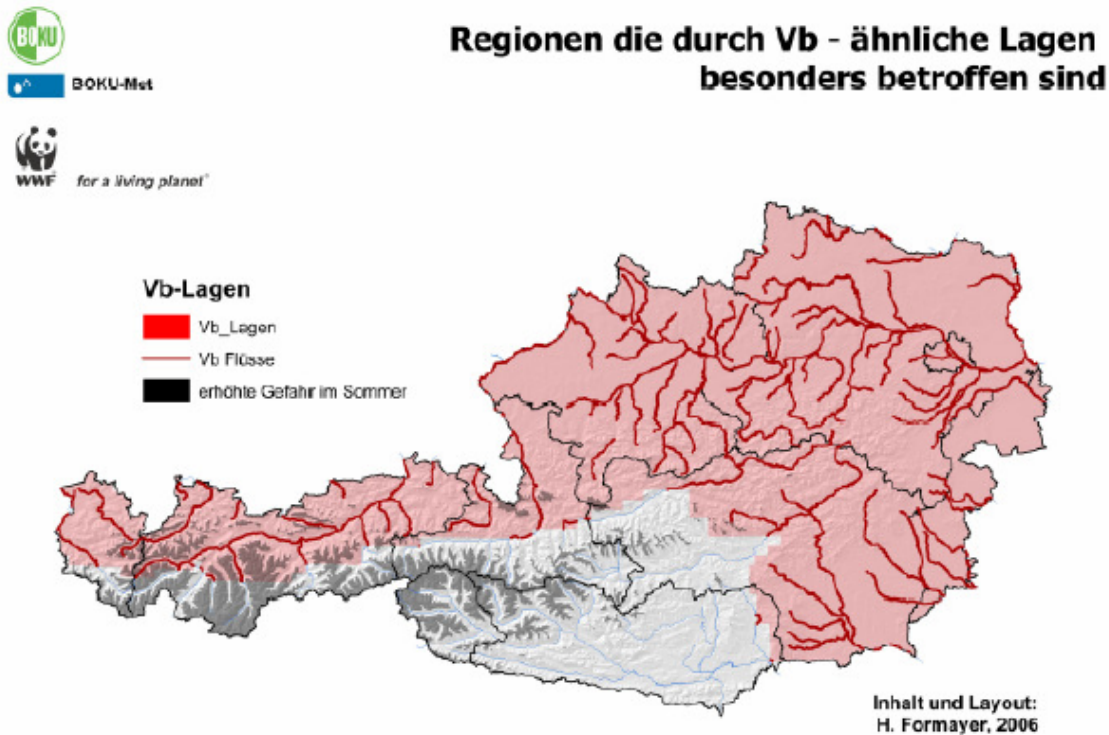 BOKU
BOKU-Met
Regionen die durch Vb - ähnliche Lagen
besonders betroffen sind
WWF
for a living planet®
Vb-Lagen
Vb_Lagen
Vb Flüsse
erhöhte Gefahr im Sommer
Inhalt und Layout:
H. Formayer, 2006